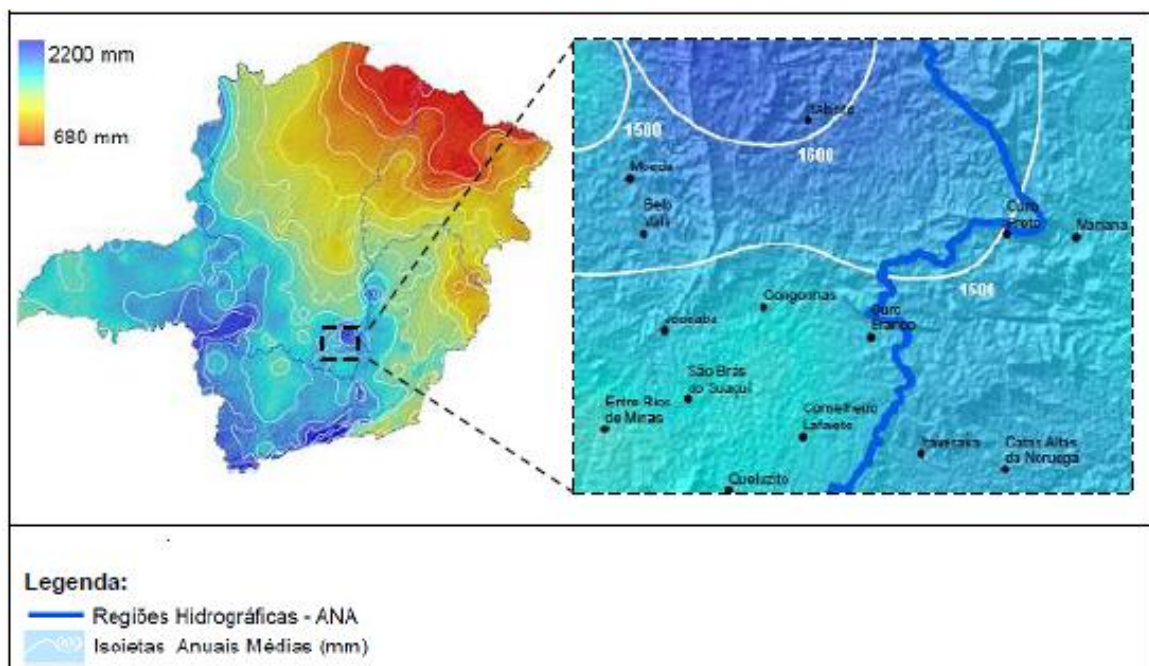 2200 mm
680 mm
1500
1600
Moeda
Belo
Vale
Ouro
Preto
Mariana
1500
Congonhas
Jeceaba
Ouro
Branco
São Brás
do Suaçuí
Entre Rios
de Minas
Conselheiro
Lafaiete
Itaverava
Catas Altas
da Noruega
Queluzito
Legenda:
Regiões Hidrográficas - ANA
Isoietas Anuais Médias (mm)